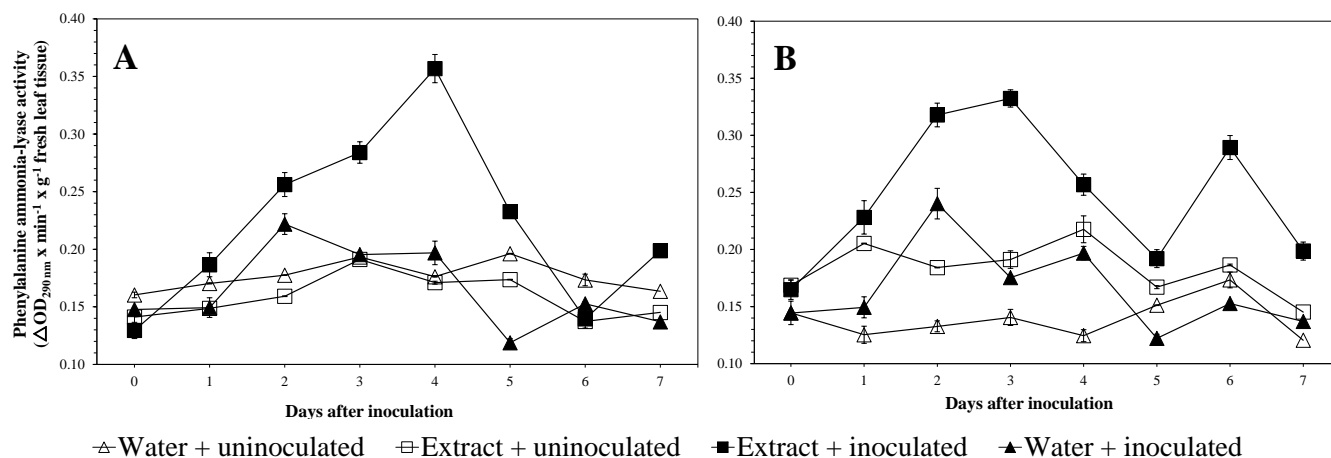 Phenylanine ammonia-lyase activity
(△OD290nm x min-1 x g-1 fresh leaf tissue)
A
0.40
0.35
0.30
0.25
0.20
0.15
0.10
0 1 2 3 4 5 6 7
Days after inoculation
B
0.40
0.35
0.30
0.25
0.20
0.15
0.10
0 1 2 3 4 5 6 7
Days after inoculation
Water + uninoculated Extract + uninoculated Extract + inoculated Water + inoculated